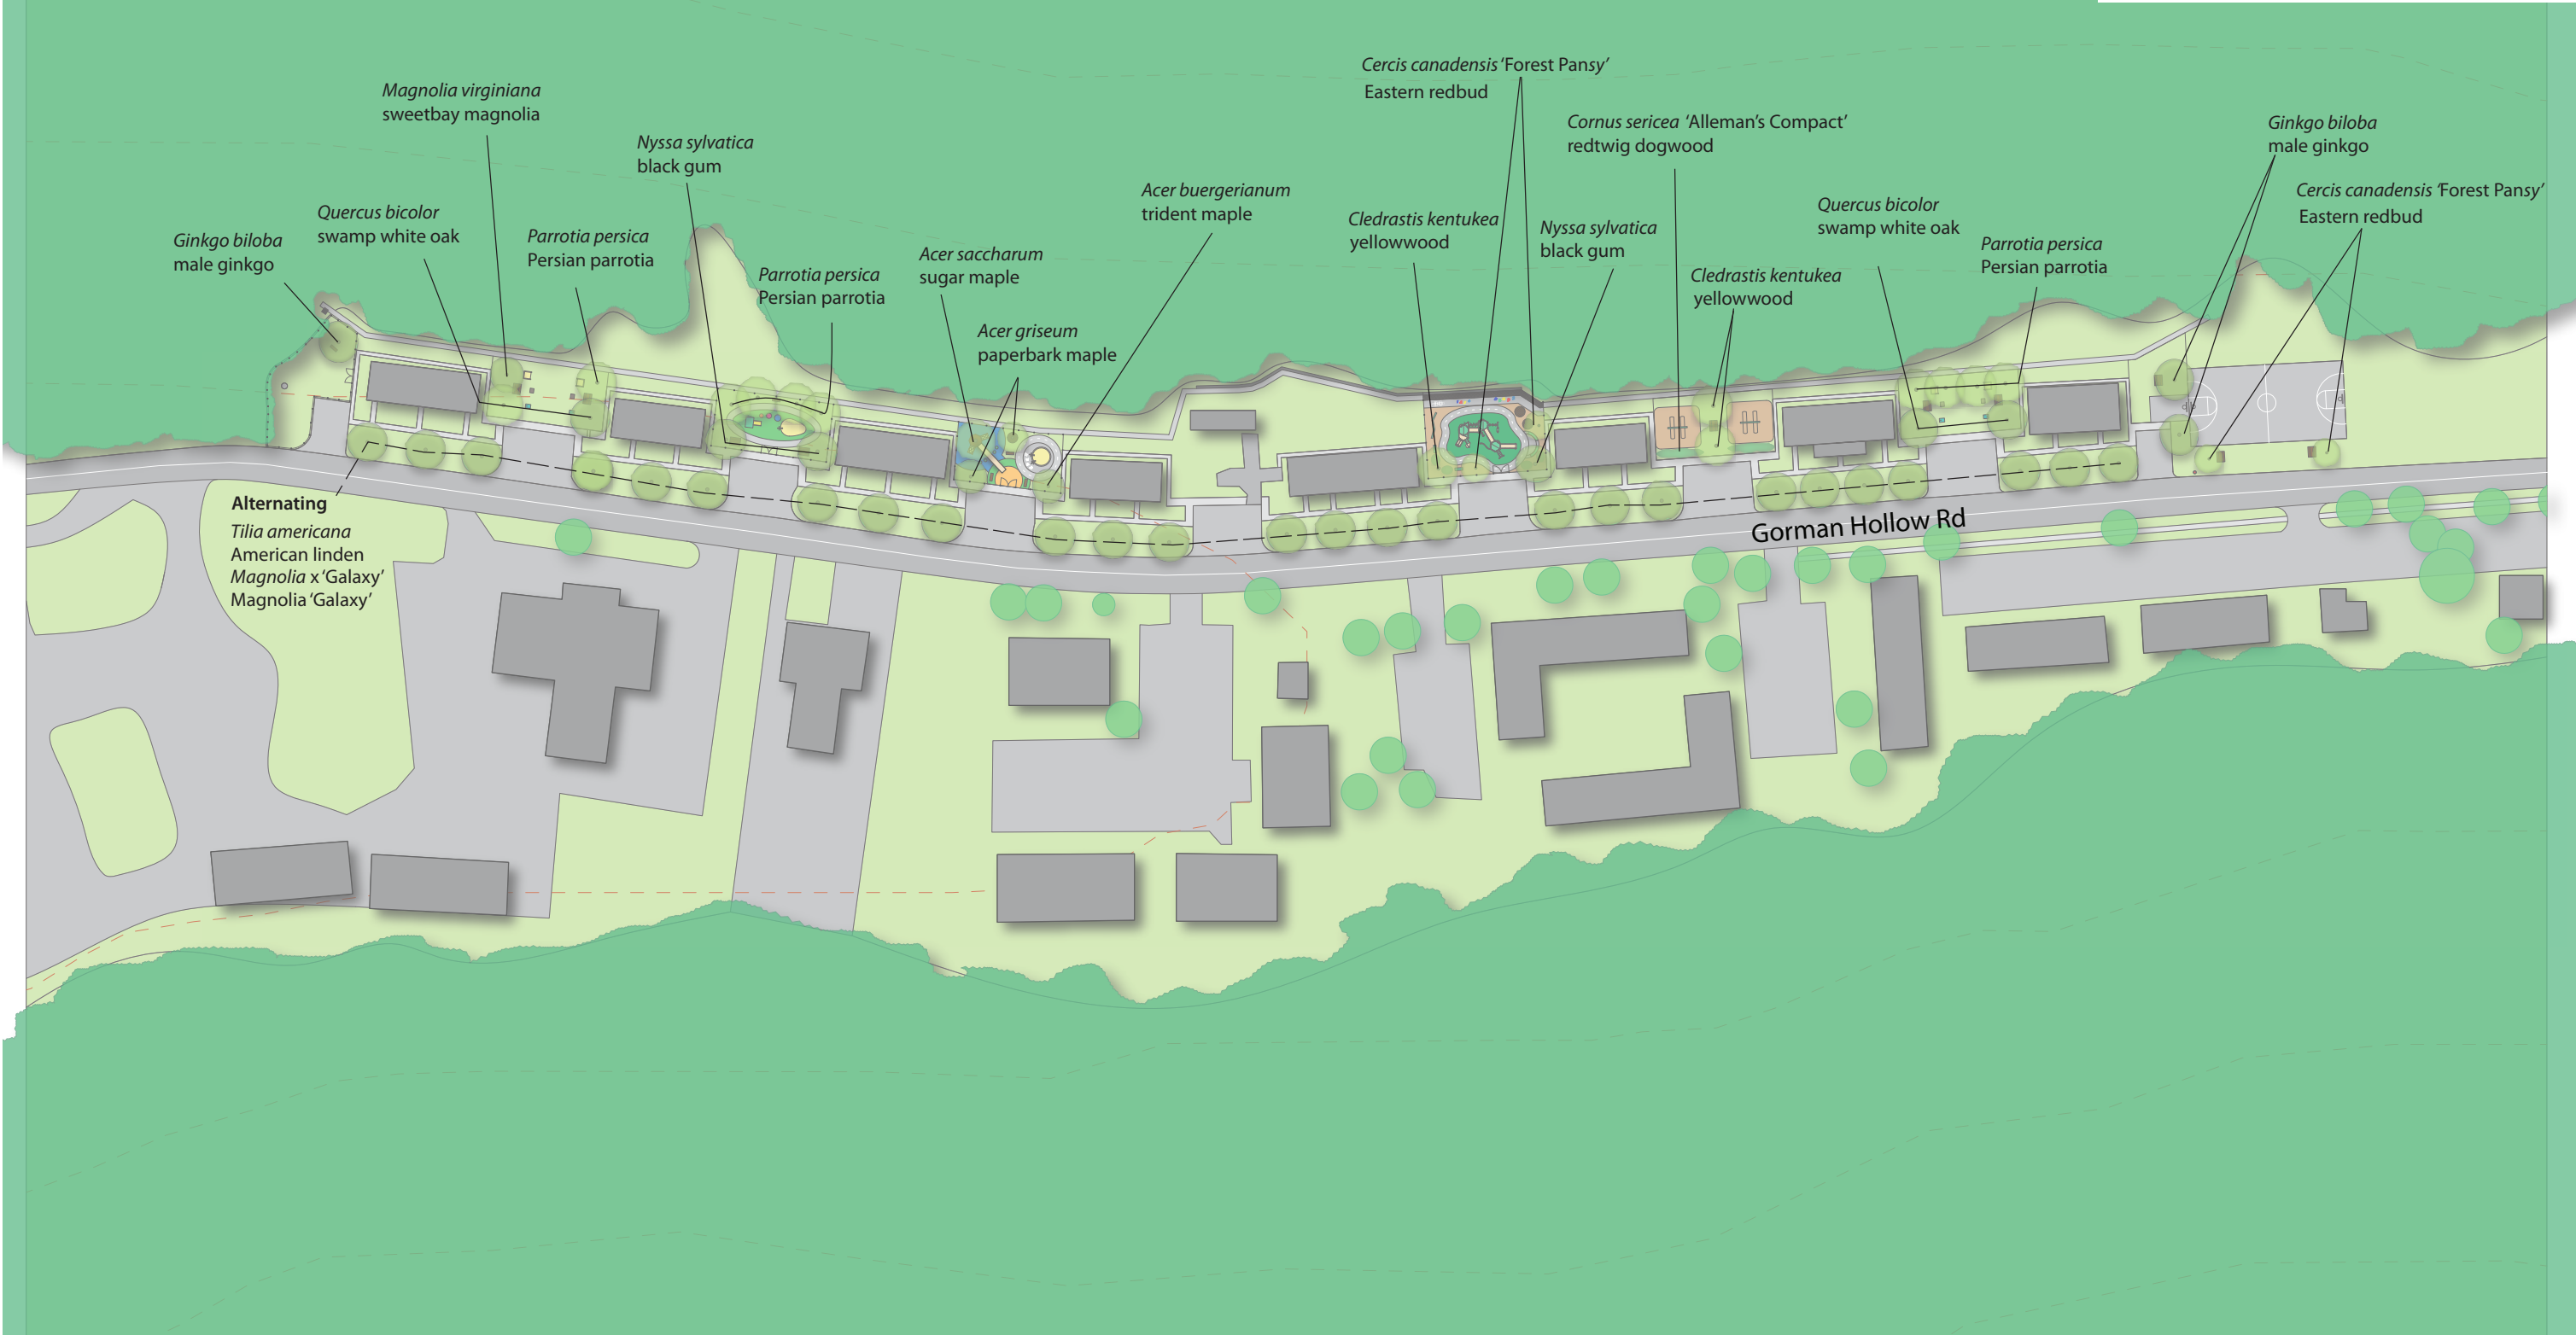 Cercis canadensis ‘Forest Pansy’
Eastern redbud
Magnolia virginiana
sweetbay magnolia
Cornus sericea ‘Alleman’s Compact’
redtwig dogwood
Ginkgo biloba
male ginkgo
Nyssa sylvatica
black gum
Acer buergerianum
trident maple
Cercis canadensis ‘Forest Pansy’
Eastern redbud
Quercus bicolor
swamp white oak
Quercus bicolor
swamp white oak
Cledrastis kentukea
yellowwood
Nyssa sylvatica
black gum
Ginkgo biloba
male ginkgo
Parrotia persica
Persian parrotia
Parrotia persica
Persian parrotia
Acer saccharum
sugar maple
Parrotia persica
Persian parrotia
Cledrastis kentukea
yellowwood
Acer griseum
paperbark maple
Alternating
Tilia americana
American linden
Magnolia x ‘Galaxy’
Magnolia ‘Galaxy’
Gorman Hollow Rd